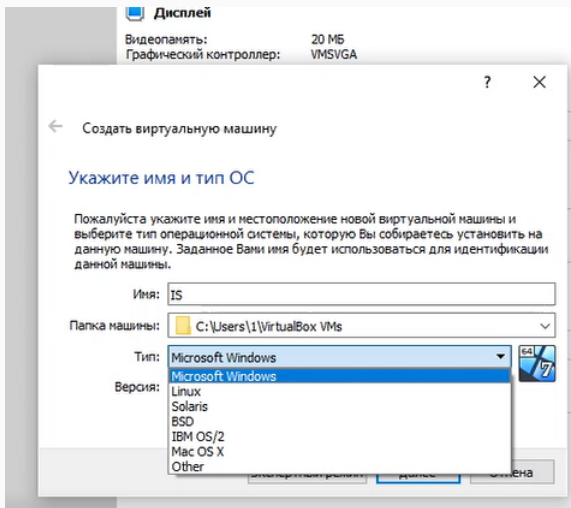 Дисплей
Видеопамять: 20 МБ
Графический контроллер: VMSVGA
?
Создать виртуальную машину
Укажите имя и тип ОС
Пожалуйста укажите имя и местоположение новой виртуальной машины и
выберите тип операционной системы, которую Вы собираетесь установить на
данную машину. Заданное Вами имя будет использоваться для идентификации
данной машины.
Имя: IS
Папка машины: C:\Users\1\VirtualBox VMs
Тип: Microsoft Windows
64
7
Microsoft Windows
Версия:
Linux
Solaris
BSD
IBM OS/2
Mac OS X
Other